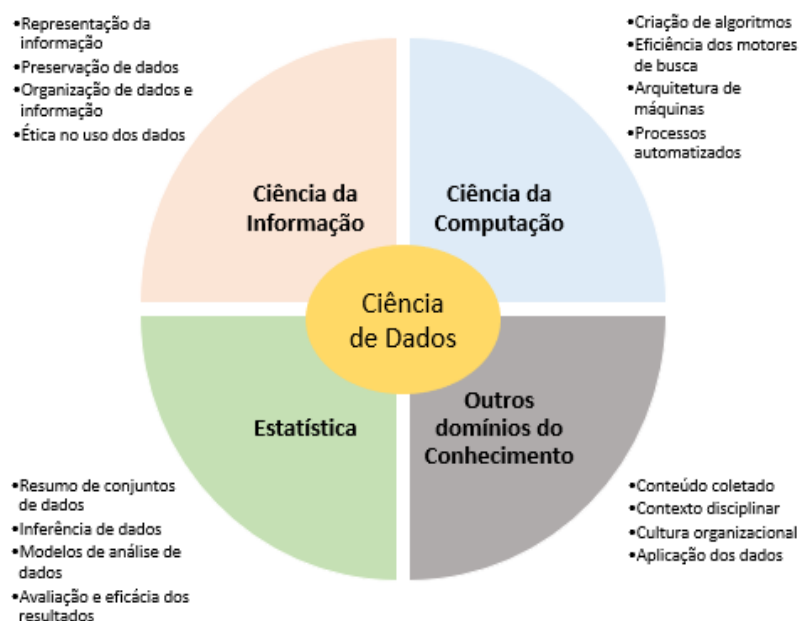 •Representação da
informação
•Preservação de dados
•Organização de dados e
informação
•Ética no uso dos dados
•Criação de algoritmos
•Eficiência dos motores
de busca
•Arquitetura de
máquinas
•Processos
automatizados
Ciência da
Informação
Ciência da
Computação
Ciência
de Dados
Estatística
Outros
domínios do
Conhecimento
•Resumo de conjuntos
de dados
•Inferência de dados
•Modelos de análise de
dados
•Avaliação e eficácia dos
resultados
•Conteúdo coletado
•Contexto disciplinar
•Cultura organizacional
•Aplicação dos dados